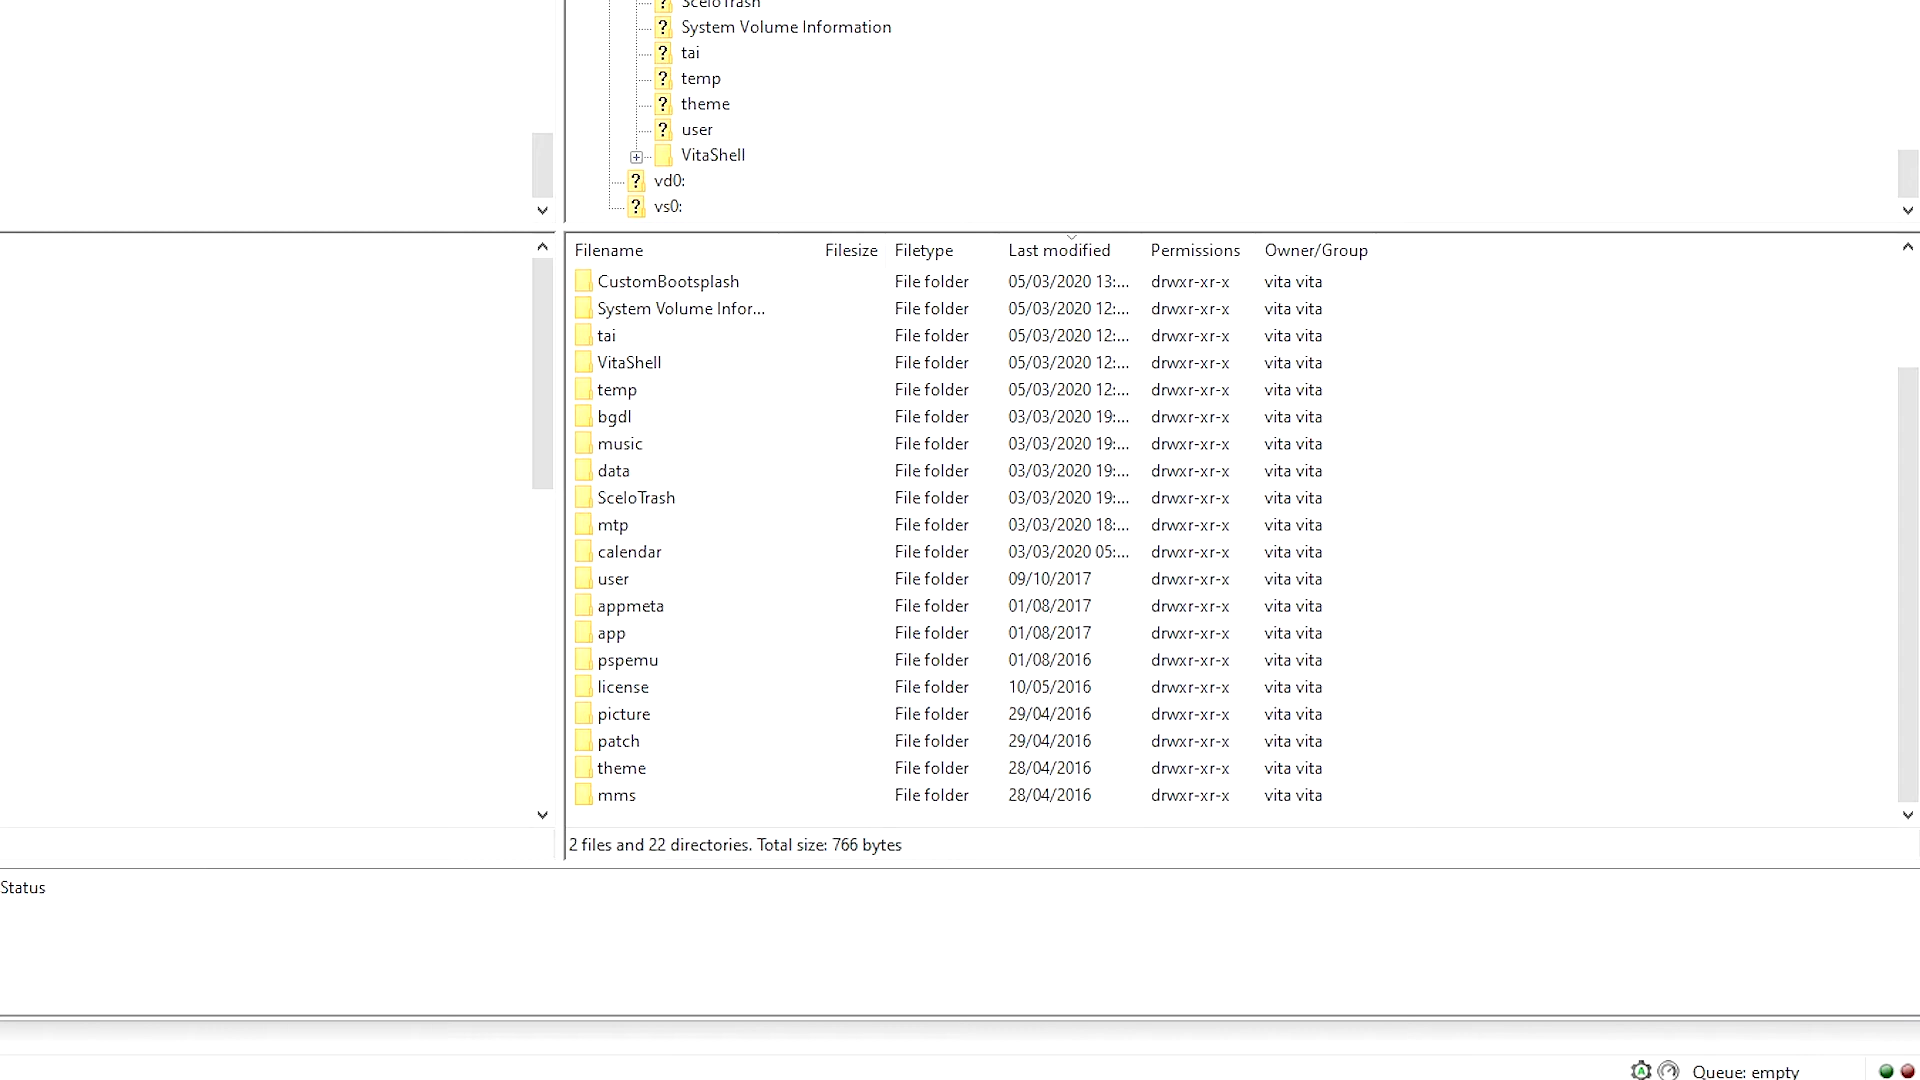 SceloTrash
System Volume Information
tai
temp
theme
user
VitaShell
vd0:
vs0:
Filename Filesize Filetype Last modified Permissions Owner/Group
CustomBootsplash File folder 05/03/2020 13:... drwxr-xr-x vita vita
System Volume Infor... File folder 05/03/2020 12:... drwxr-xr-x vita vita
tai File folder 05/03/2020 12:... drwxr-xr-x vita vita
VitaShell File folder 05/03/2020 12:... drwxr-xr-x vita vita
temp File folder 05/03/2020 12:... drwxr-xr-x vita vita
bgdl File folder 03/03/2020 19:... drwxr-xr-x vita vita
music File folder 03/03/2020 19:... drwxr-xr-x vita vita
data File folder 03/03/2020 19:... drwxr-xr-x vita vita
SceloTrash File folder 03/03/2020 19:... drwxr-xr-x vita vita
mtp File folder 03/03/2020 18:... drwxr-xr-x vita vita
calendar File folder 03/03/2020 05:... drwxr-xr-x vita vita
user File folder 09/10/2017 drwxr-xr-x vita vita
appmeta File folder 01/08/2017 drwxr-xr-x vita vita
app File folder 01/08/2017 drwxr-xr-x vita vita
pspemu File folder 01/08/2016 drwxr-xr-x vita vita
license File folder 10/05/2016 drwxr-xr-x vita vita
picture File folder 29/04/2016 drwxr-xr-x vita vita
patch File folder 29/04/2016 drwxr-xr-x vita vita
theme File folder 28/04/2016 drwxr-xr-x vita vita
mms File folder 28/04/2016 drwxr-xr-x vita vita
2 files and 22 directories. Total size: 766 bytes
Status
Queue: empty